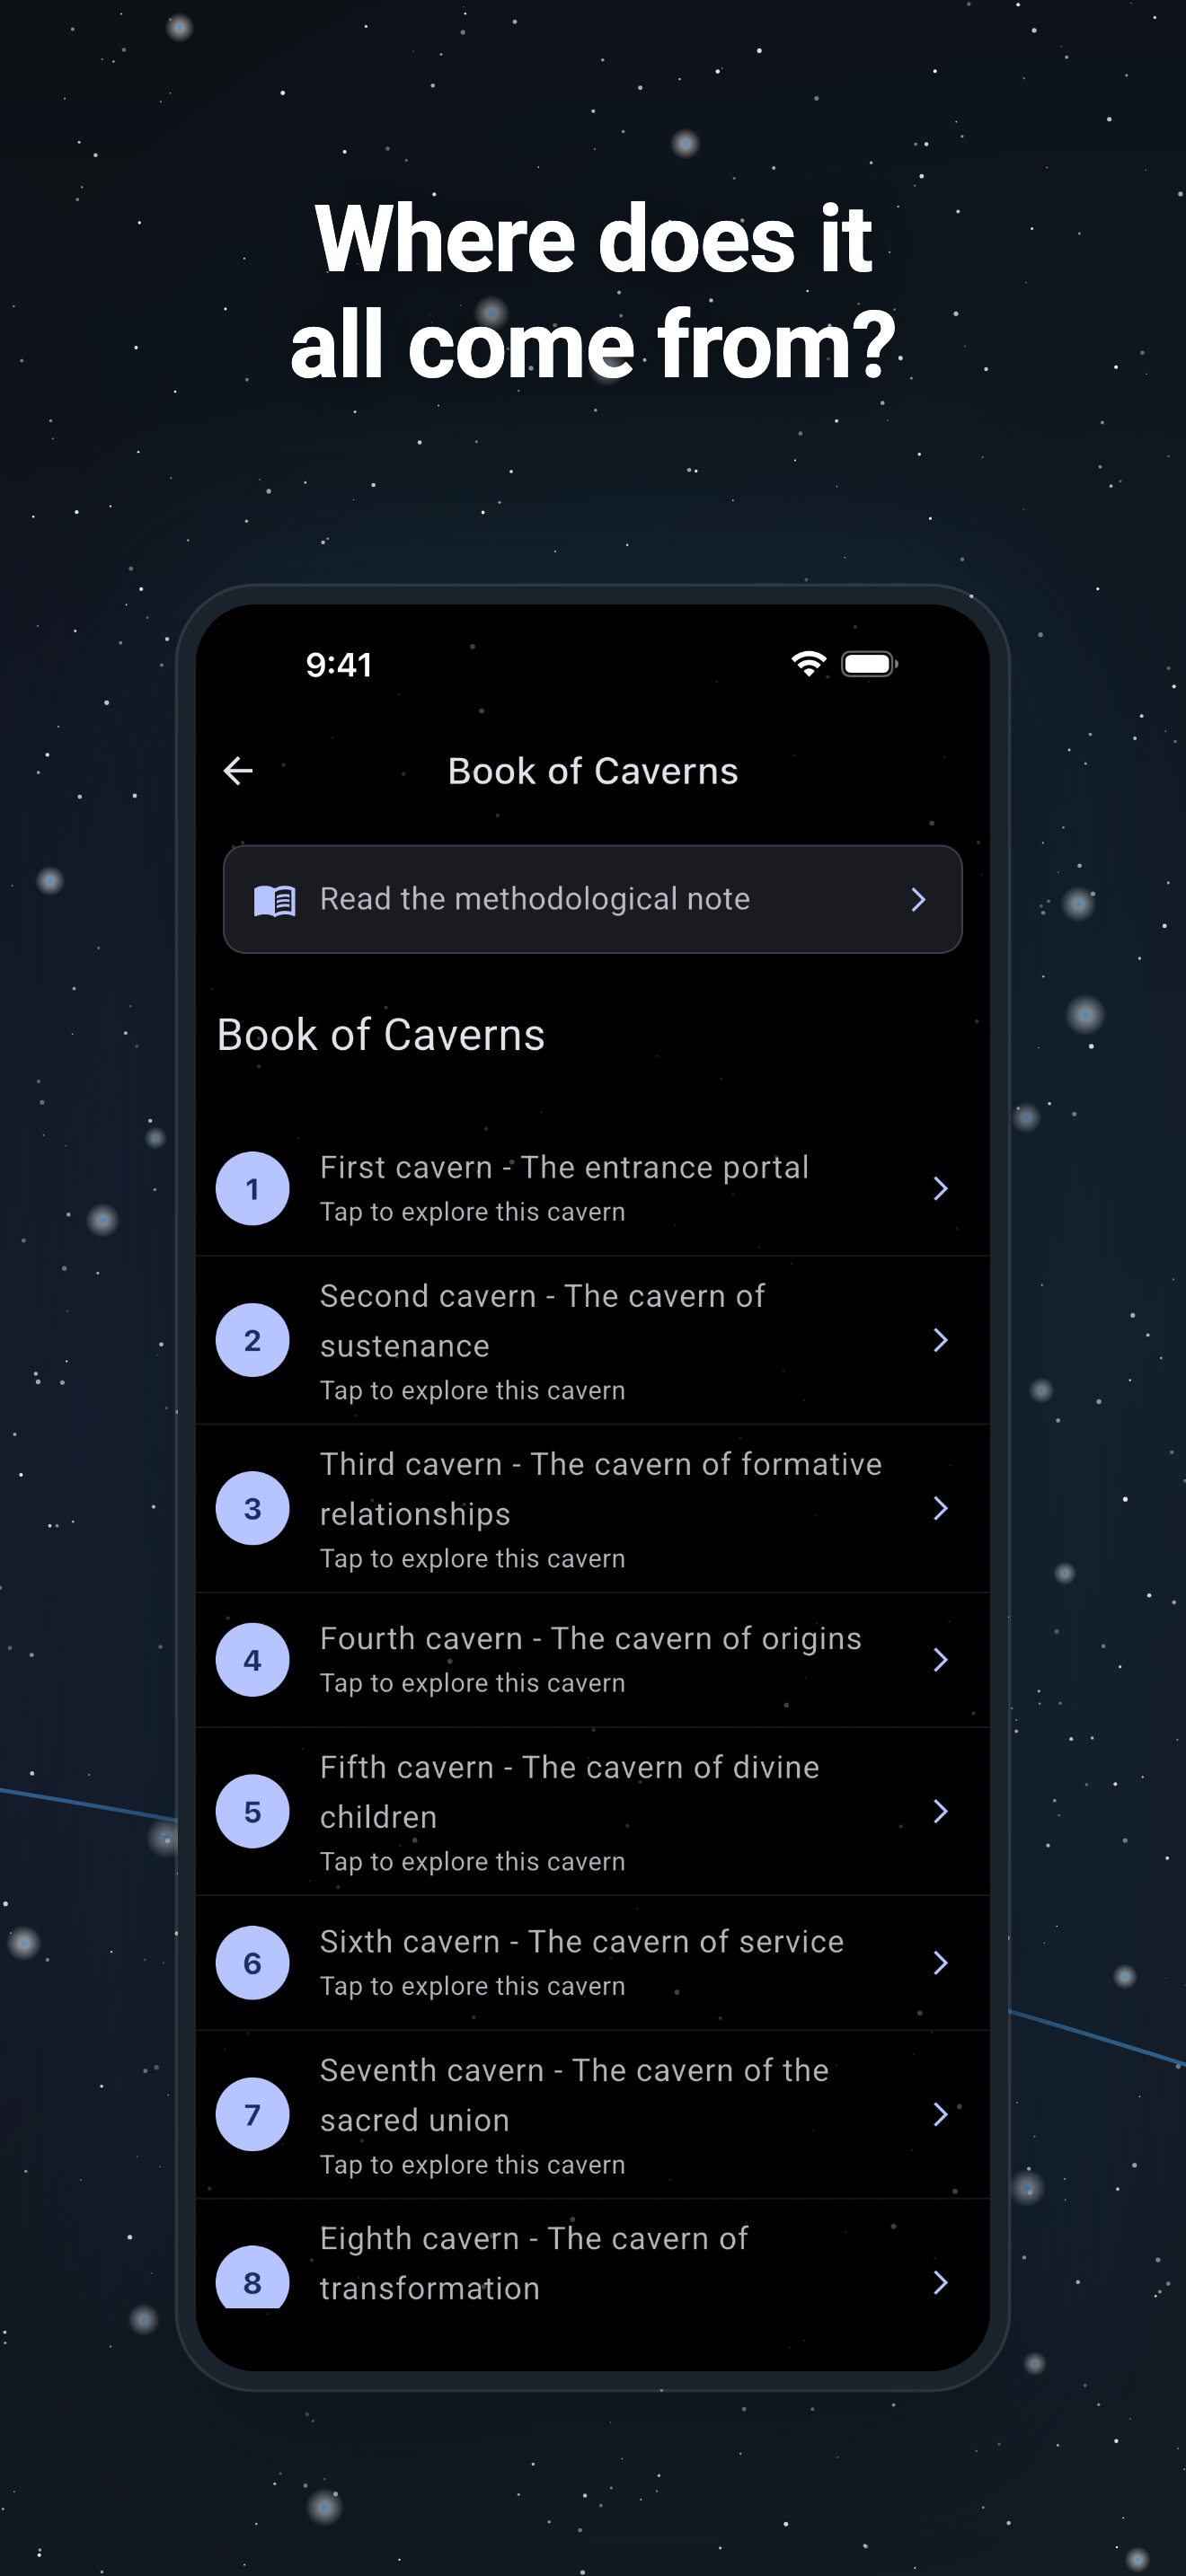 Where does it
all come from?
9:41
Book of Caverns
Read the methodological note
Book of Caverns
1
First cavern - The entrance portal
Tap to explore this cavern
2
Second cavern - The cavern of
sustenance
Tap to explore this cavern
3
Third cavern - The cavern of formative
relationships
Tap to explore this cavern
4
Fourth cavern - The cavern of origins
Tap to explore this cavern
5
Fifth cavern - The cavern of divine
children
Tap to explore this cavern
6
Sixth cavern - The cavern of service
Tap to explore this cavern
7
Seventh cavern - The cavern of the
sacred union
Tap to explore this cavern
8
Eighth cavern - The cavern of
transformation